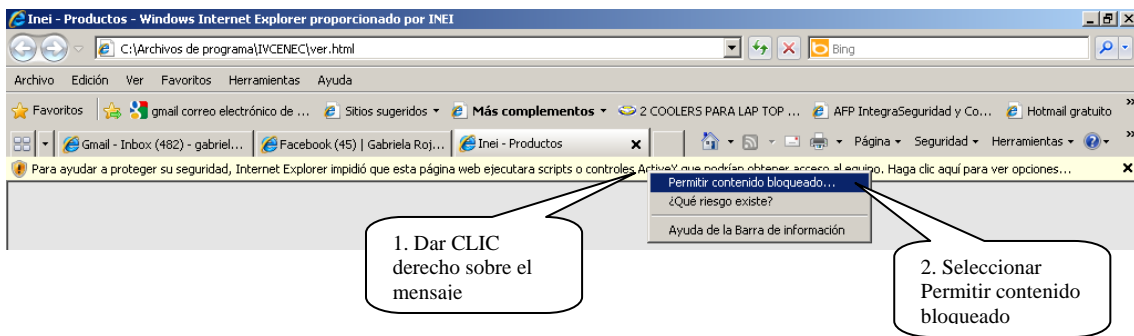 Inei - Productos - Windows Internet Explorer proporcionado por INEI
C:\Archivos de programa\IVCENEC\ver.html
Bing
Archivo Edición Ver Favoritos Herramientas Ayuda
Favoritos gmail correo electrónico de ... Sitios sugeridos Más complementos 2 COOLERS PARA LAP TOP ... AFP IntegraSeguridad y Co... Hotmail gratuito »
Gmail - Inbox (482) - gabriel... Facebook (45) | Gabriela Roj... Inei - Productos Página Seguridad Herramientas »
Para ayudar a proteger su seguridad, Internet Explorer impidió que esta página web ejecutara scripts o controles ActiveX que podrían obtener acceso al equipo. Haga clic aquí para ver opciones...
Permitir contenido bloqueado...
¿Qué riesgo existe?
Ayuda de la Barra de información
1. Dar CLIC
derecho sobre el
mensaje
2. Seleccionar
Permitir contenido
bloqueado